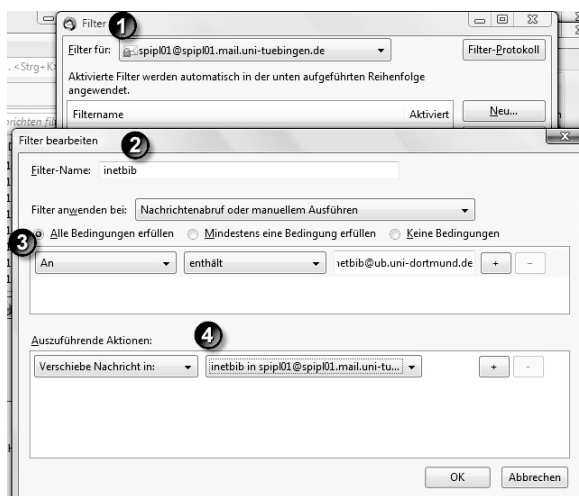 Filter 1
Filter für: spipl01@spipl01.mail.uni-tuebingen.de Filter-Protokoll
<Strg+K>
Aktivierte Filter werden automatisch in der unten aufgeführten Reihenfolge
angewendet.
Filtername Aktiviert Neu...
Filter bearbeiten 2
Filter-Name: inetbib
Filter anwenden bei: Nachrichtenabruf oder manuellem Ausführen
Alle Bedingungen erfüllen Mindestens eine Bedingung erfüllen Keine Bedingungen
3
An enthält inetbib@ub.uni-dortmund.de + -
Auszuführende Aktionen: 4
Verschiebe Nachricht in: inetbib in spipl01@spipl01.mail.uni-tu... + -
OK Abbrechen